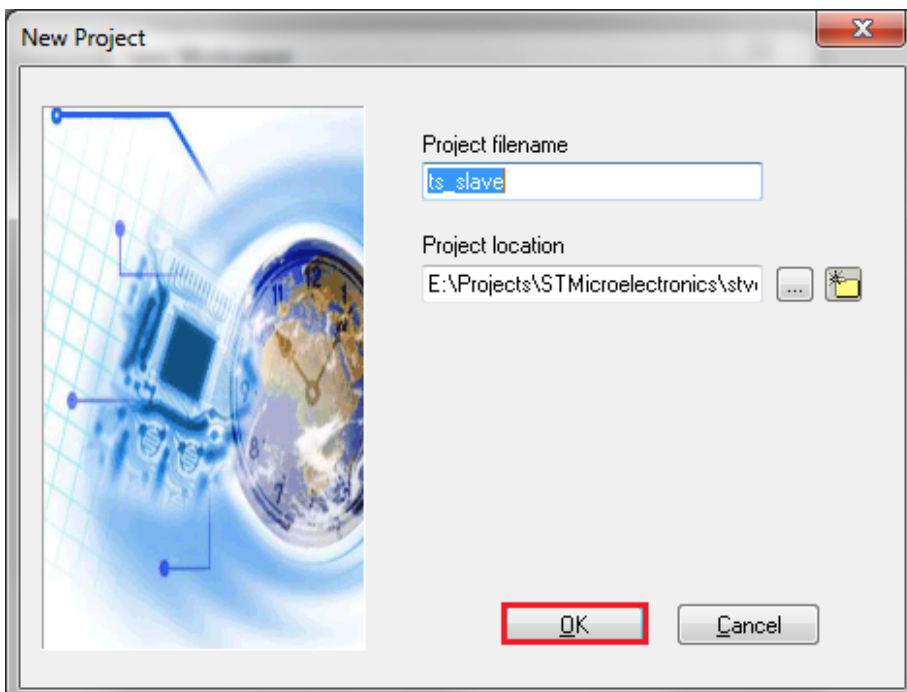 New Project
Project filename
ts_slave
Project location
E:\Projects\STMicroelectronics\stv
...
OK
Cancel